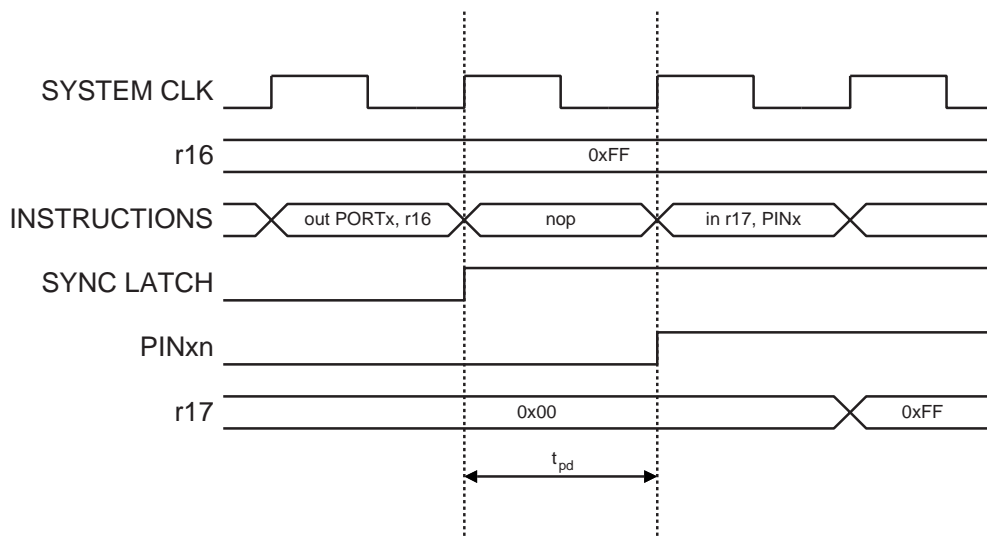 SYSTEM CLK
r16
0xFF
INSTRUCTIONS
out PORTx, r16
nop
in r17, PINx
SYNC LATCH
PINxn
r17
0x00
0xFF
tpd